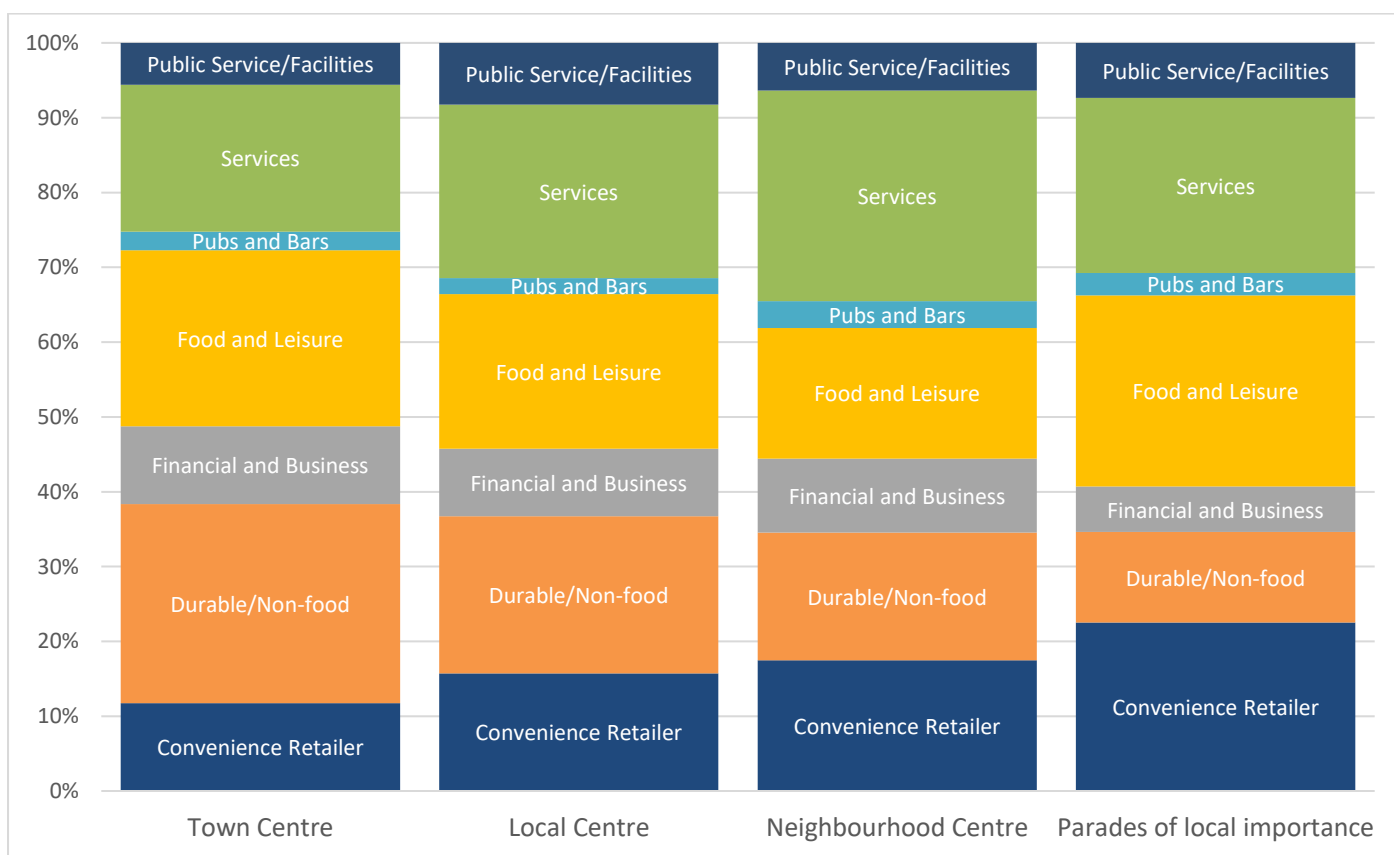 100%
90%
80%
70%
60%
50%
40%
30%
20%
10%
0%
Public Service/Facilities
Services
Pubs and Bars
Food and Leisure
Financial and Business
Durable/Non-food
Convenience Retailer
Public Service/Facilities
Services
Pubs and Bars
Food and Leisure
Financial and Business
Durable/Non-food
Convenience Retailer
Public Service/Facilities
Services
Pubs and Bars
Food and Leisure
Financial and Business
Durable/Non-food
Convenience Retailer
Public Service/Facilities
Services
Pubs and Bars
Food and Leisure
Financial and Business
Durable/Non-food
Convenience Retailer
Town Centre
Local Centre
Neighbourhood Centre
Parades of local importance